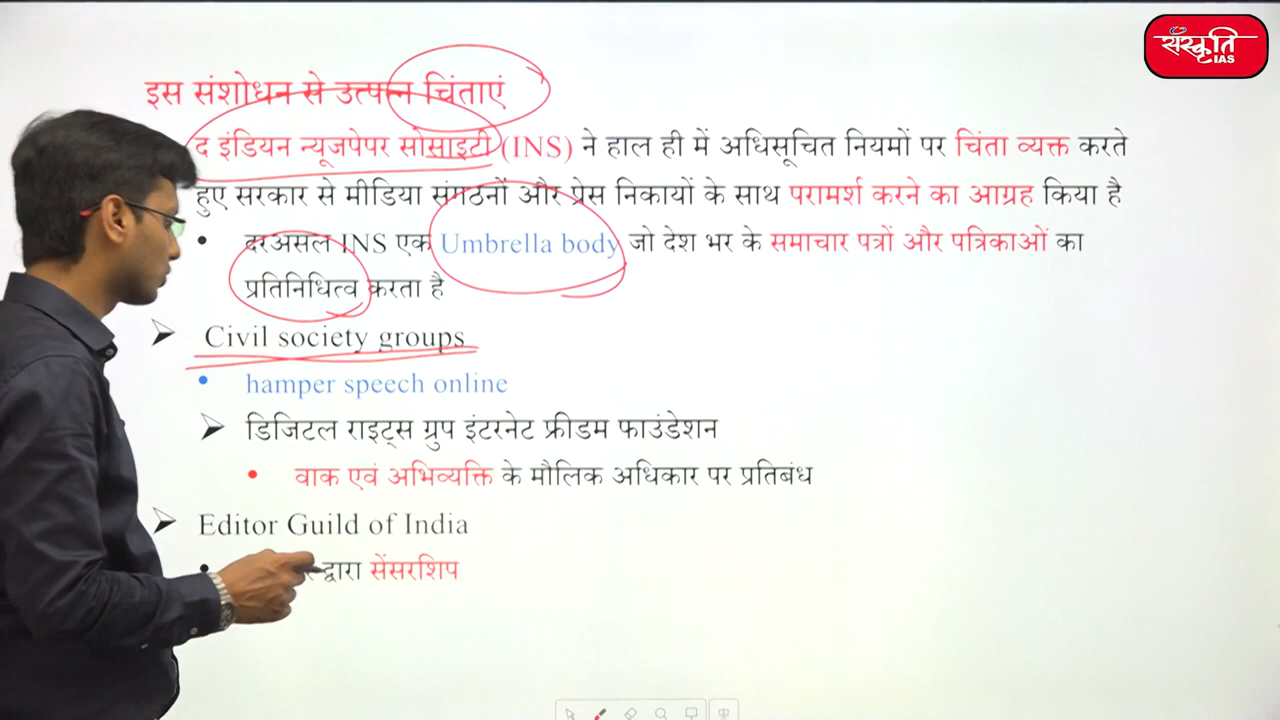 संस्कृति
IAS
इस संशोधन से उत्पन्न चिंताएं
द इंडियन न्यूजपेपर सोसाइटी (INS) ने हाल ही में अधिसूचित नियमों पर चिंता व्यक्त करते
हुए सरकार से मीडिया संगठनों और प्रेस निकायों के साथ परामर्श करने का आग्रह किया है
दरअसल INS एक Umbrella body जो देश भर के समाचार पत्रों और पत्रिकाओं का
प्रतिनिधित्व करता है
Civil society groups
hamper speech online
डिजिटल राइट्स ग्रुप इंटरनेट फ्रीडम फाउंडेशन
वाक एवं अभिव्यक्ति के मौलिक अधिकार पर प्रतिबंध
Editor Guild of India
द्वारा सेंसरशिप